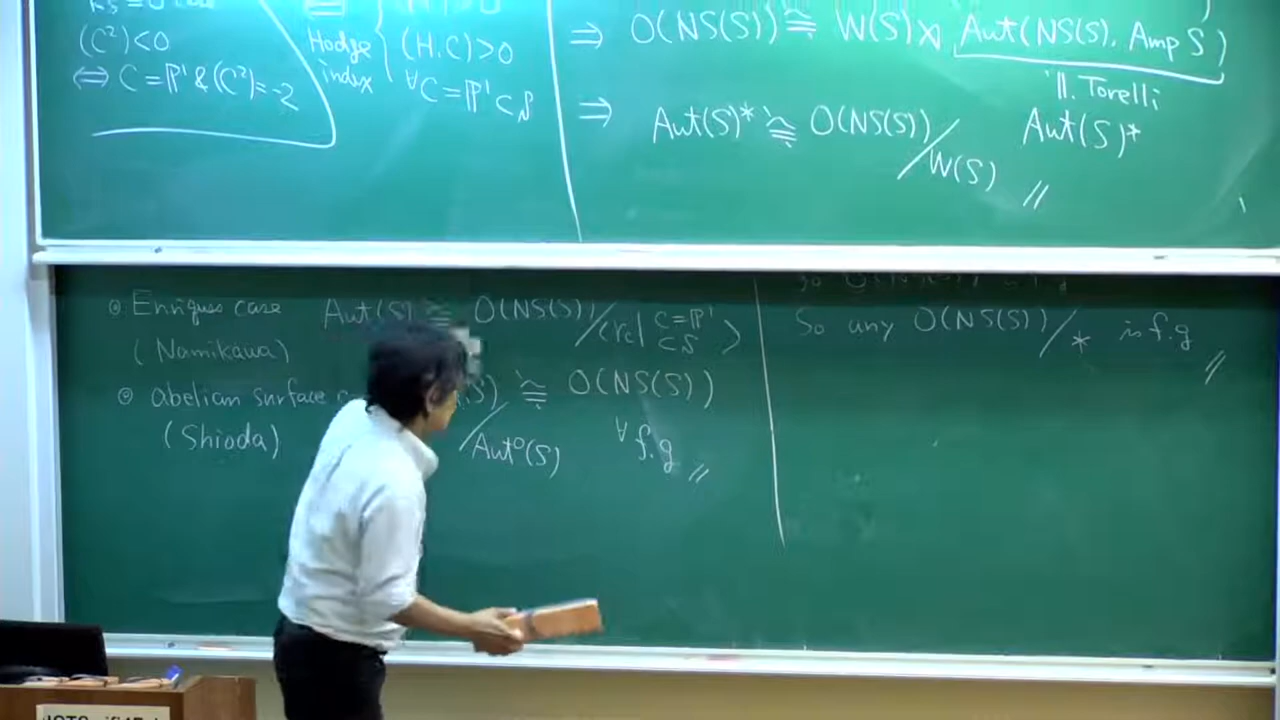 (C²)<0
⟺ C=ℙ¹ & (C²)=-2
Hodge index
(H.C)>0
∀C=ℙ¹⊂S
⇒ O(NS(S)) ≅ W(S)⋊Aut(NS(S), Amp S)
|| Torelli
⇒ Aut(S)* ≅ O(NS(S))/W(S) Aut(S)*
//
⊙ Enriques case Aut(S) ≅ O(NS(S))/⟨rc| C=ℙ¹ ⊂S⟩
(Namikawa)
⊙ abelian surface S) ≅ O(NS(S))
(Shioda) /Aut⁰(S) ∀ f.g //
So any O(NS(S))/* is f.g
//